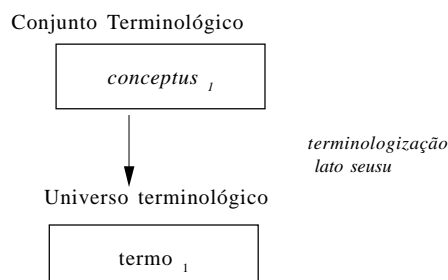 Conjunto Terminológico
conceptus 1
terminologização
lato seusu
Universo terminológico
termo 1